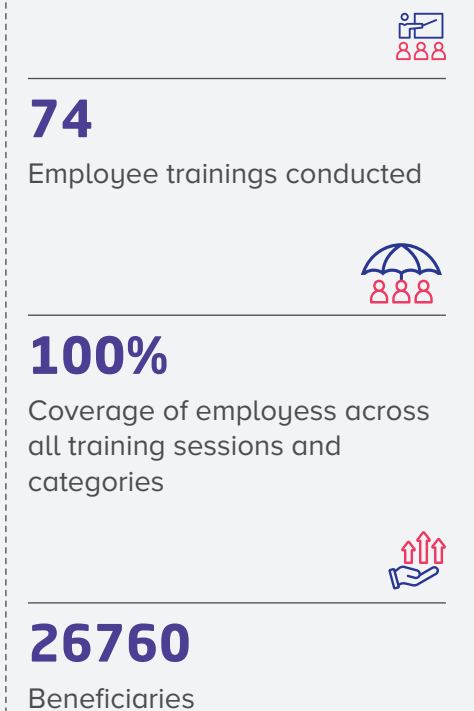 74
Employee trainings conducted
100%
Coverage of employess across
all training sessions and
categories
26760
Beneficiaries